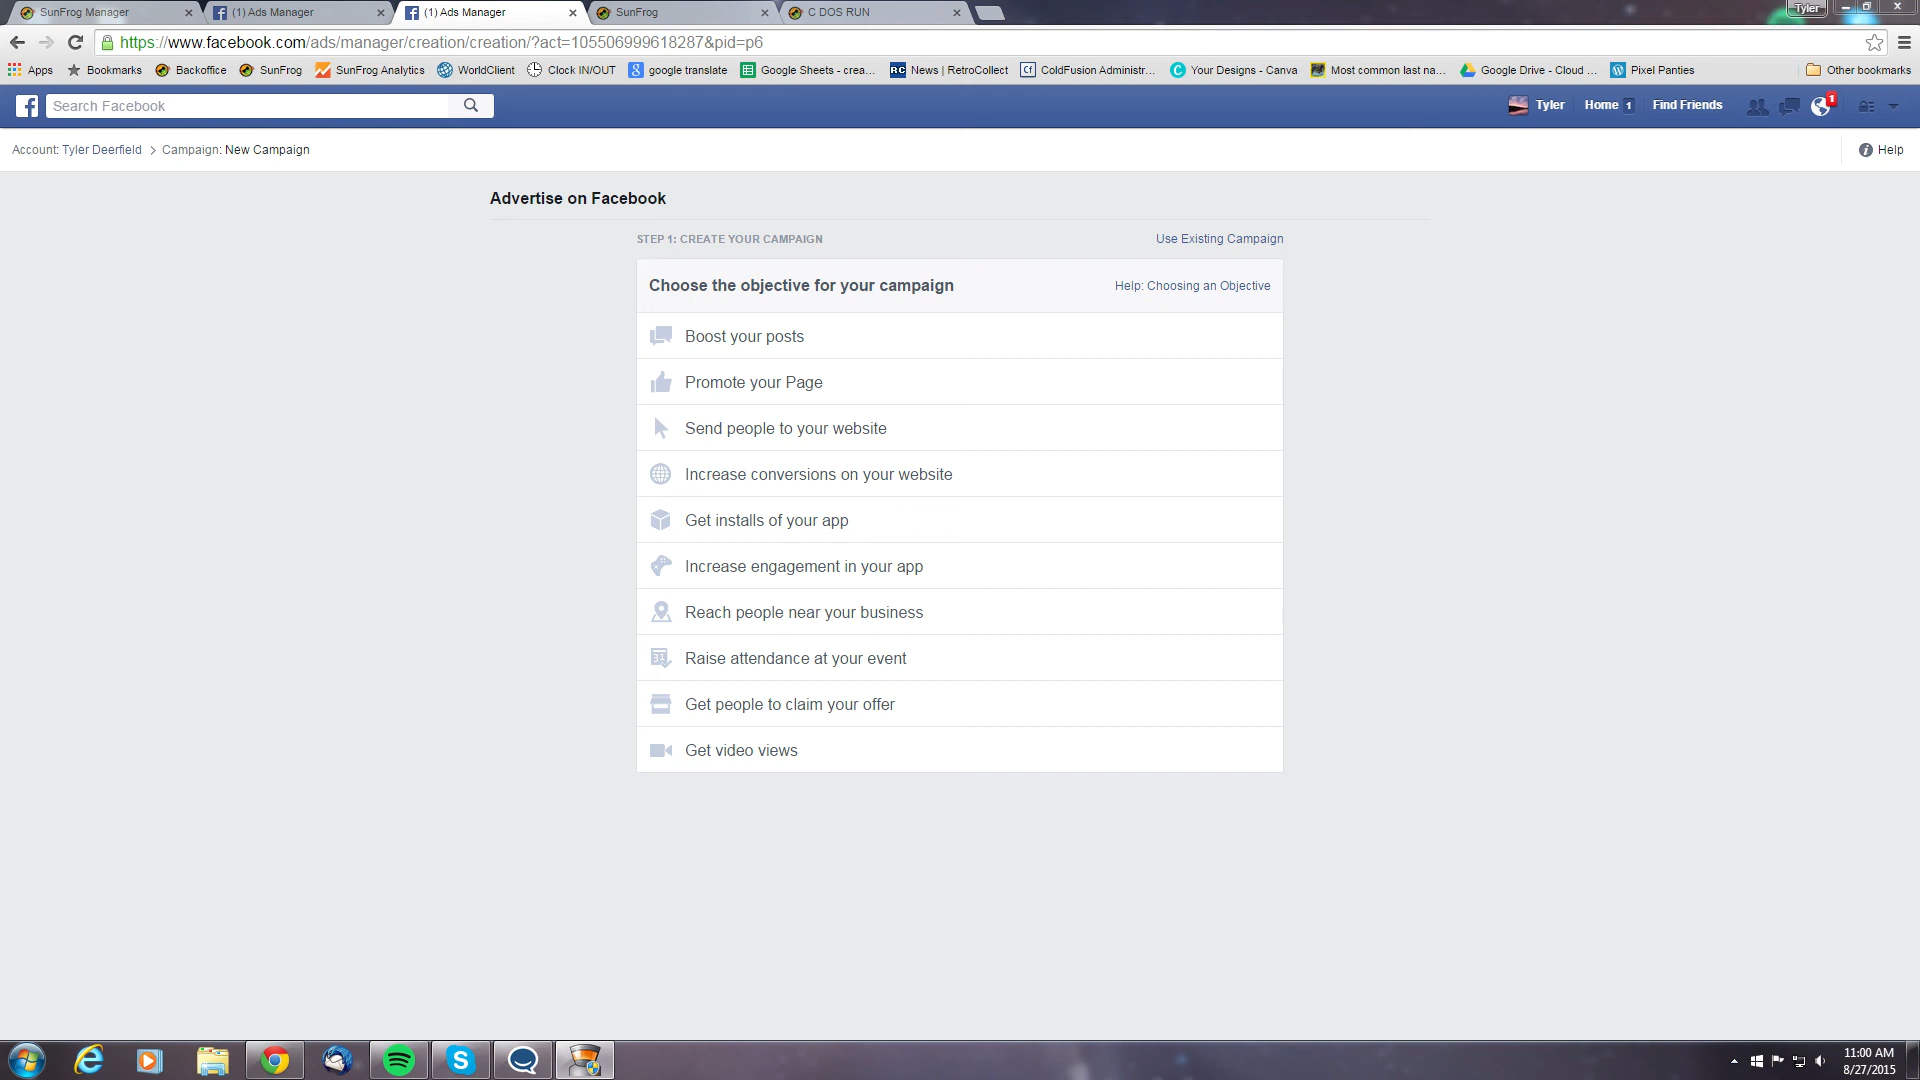 SunFrog Manager
(1) Ads Manager
(1) Ads Manager
SunFrog
C DOS RUN
Tyler
https://www.facebook.com/ads/manager/creation/creation/?act=105506999618287&pid=p6
Apps
Bookmarks
Backoffice
SunFrog
SunFrog Analytics
WorldClient
Clock IN/OUT
google translate
Google Sheets - crea...
News | RetroCollect
ColdFusion Administr...
Your Designs - Canva
Most common last na...
Google Drive - Cloud ...
Pixel Panties
Other bookmarks
Search Facebook
Tyler
Home 1
Find Friends
1
Account: Tyler Deerfield > Campaign: New Campaign
Help
Advertise on Facebook
STEP 1: CREATE YOUR CAMPAIGN
Use Existing Campaign
Choose the objective for your campaign
Help: Choosing an Objective
Boost your posts
Promote your Page
Send people to your website
Increase conversions on your website
Get installs of your app
Increase engagement in your app
Reach people near your business
31
Raise attendance at your event
Get people to claim your offer
Get video views
11:00 AM
8/27/2015